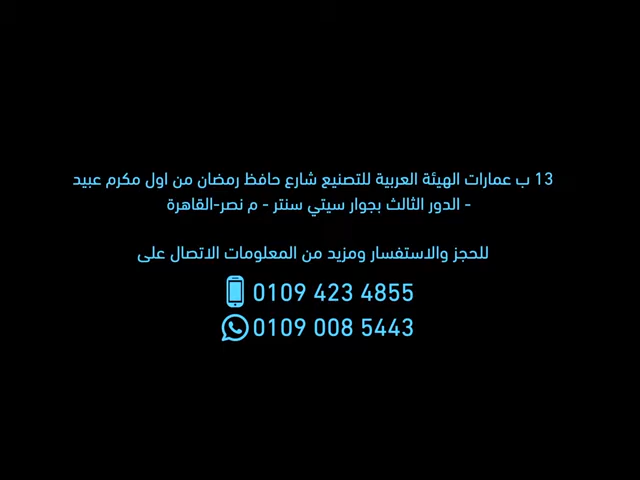 13 ب عمارات الهيئة العربية للتصنيع شارع حافظ رمضان من اول مكرم عبيد
- الدور الثالث بجوار سيتي سنتر - م نصر-القاهرة
للحجز والاستفسار ومزيد من المعلومات الاتصال على
0109 423 4855
0109 008 5443